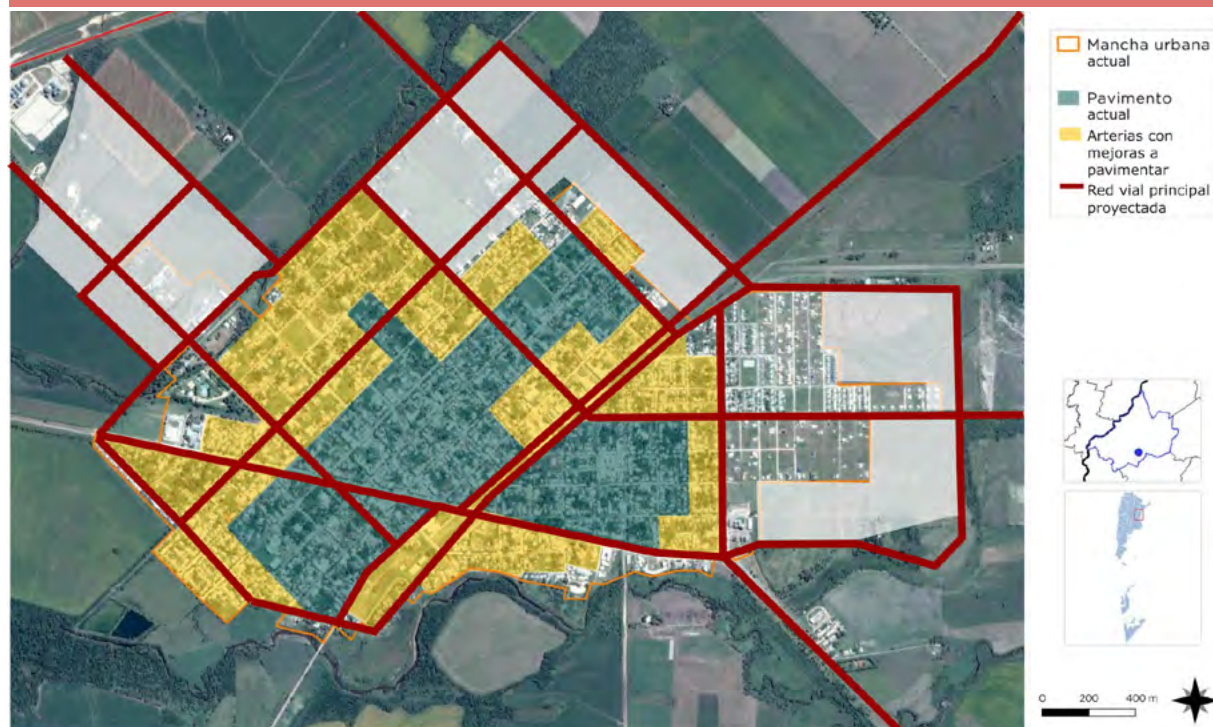 Mancha urbana
actual
Pavimento
actual
Arterias con
mejoras a
pavimentar
Red vial principal
proyectada
0 200 400 m